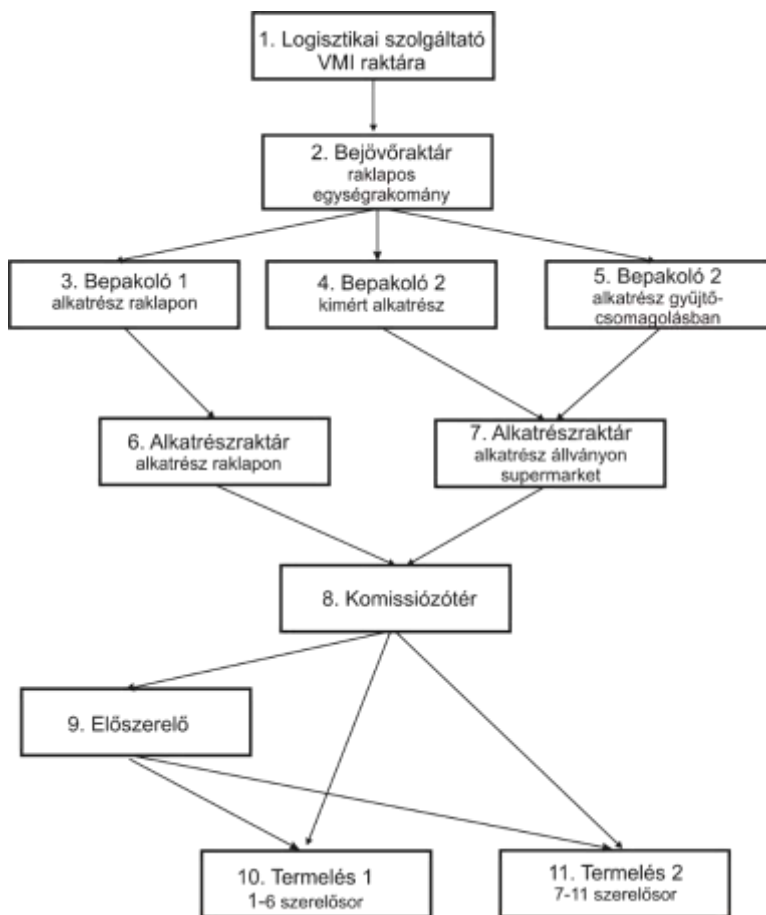 1. Logisztikai szolgáltató
VMI raktára
2. Bejövőraktár
raklapos
egységrakomány
3. Bepakoló 1
alkatrész raklapon
4. Bepakoló 2
kimért alkatrész
5. Bepakoló 2
alkatrész gyűjtő-
csomagolásban
6. Alkatrészraktár
alkatrész raklapon
7. Alkatrészraktár
alkatrész állványon
supermarket
8. Komissiózótér
9. Előszerelő
10. Termelés 1
1-6 szerelősor
11. Termelés 2
7-11 szerelősor